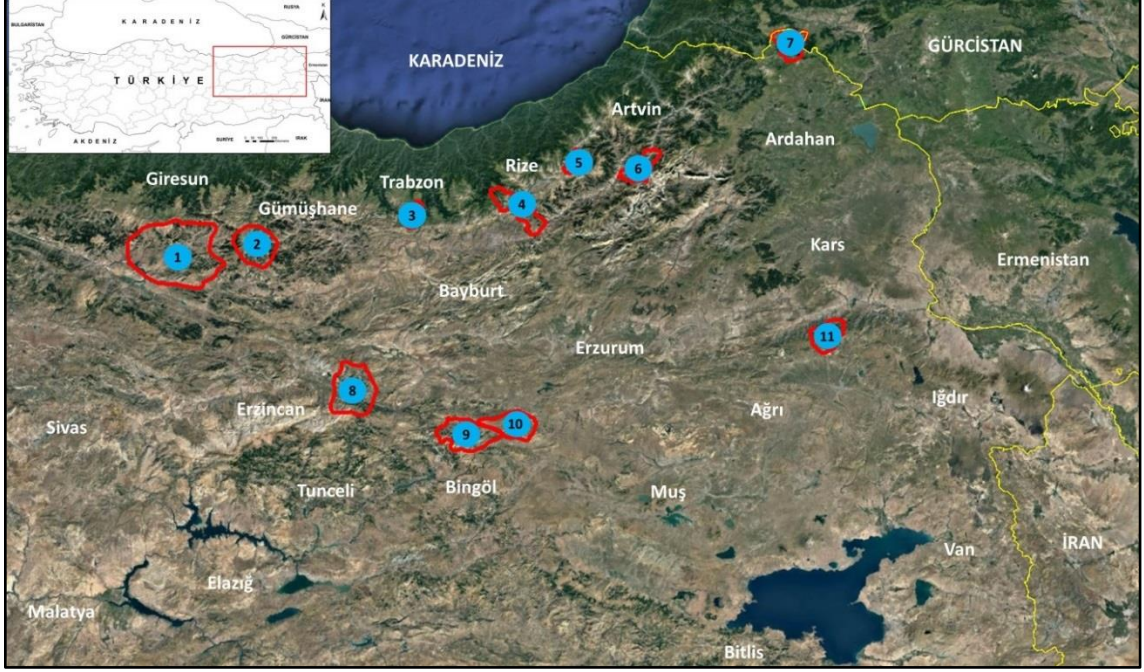 RUSYA
BULGARİSTAN
KARADENİZ
GÜRCİSTAN
TÜRKİYE
Ermenistan
İRAN
AKDENİZ
SURİYE
IRAK
KARADENİZ
GÜRCİSTAN
7
Artvin
Ardahan
Rize
5
6
Giresun
Trabzon
4
Gümüşhane
3
2
1
Kars
Ermenistan
Bayburt
11
Erzurum
8
Iğdır
Erzincan
Ağrı
Sivas
9
10
Tunceli
Bingöl
Muş
Van
İRAN
Elazığ
Malatya
Bitlis